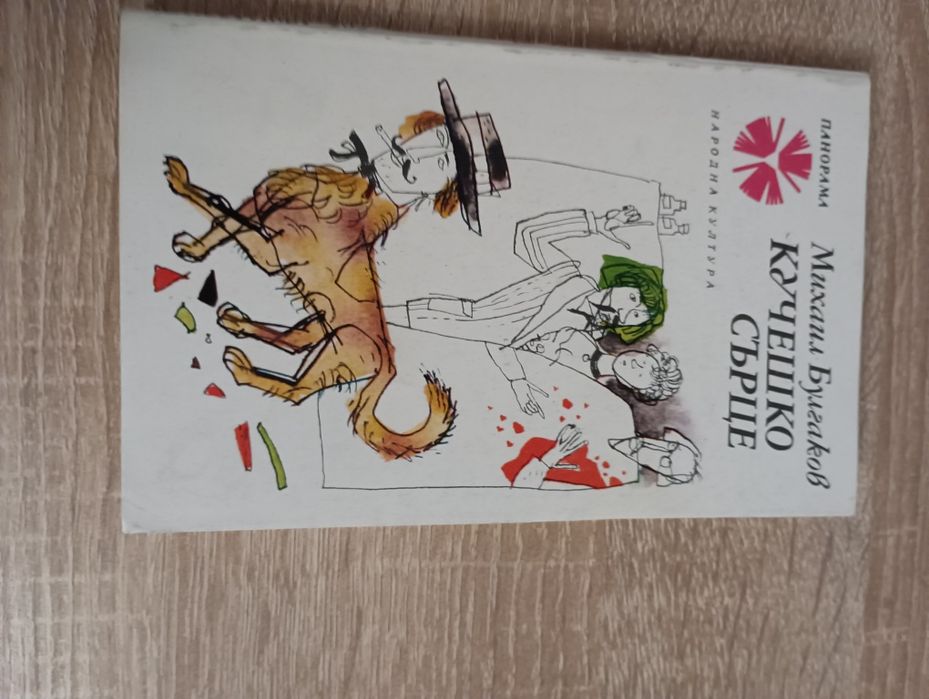 ПАНОРАМА
НАРОДНА КУЛТУРА
Михаил Булгаков
КУЧЕШКО
СЪРЦЕ